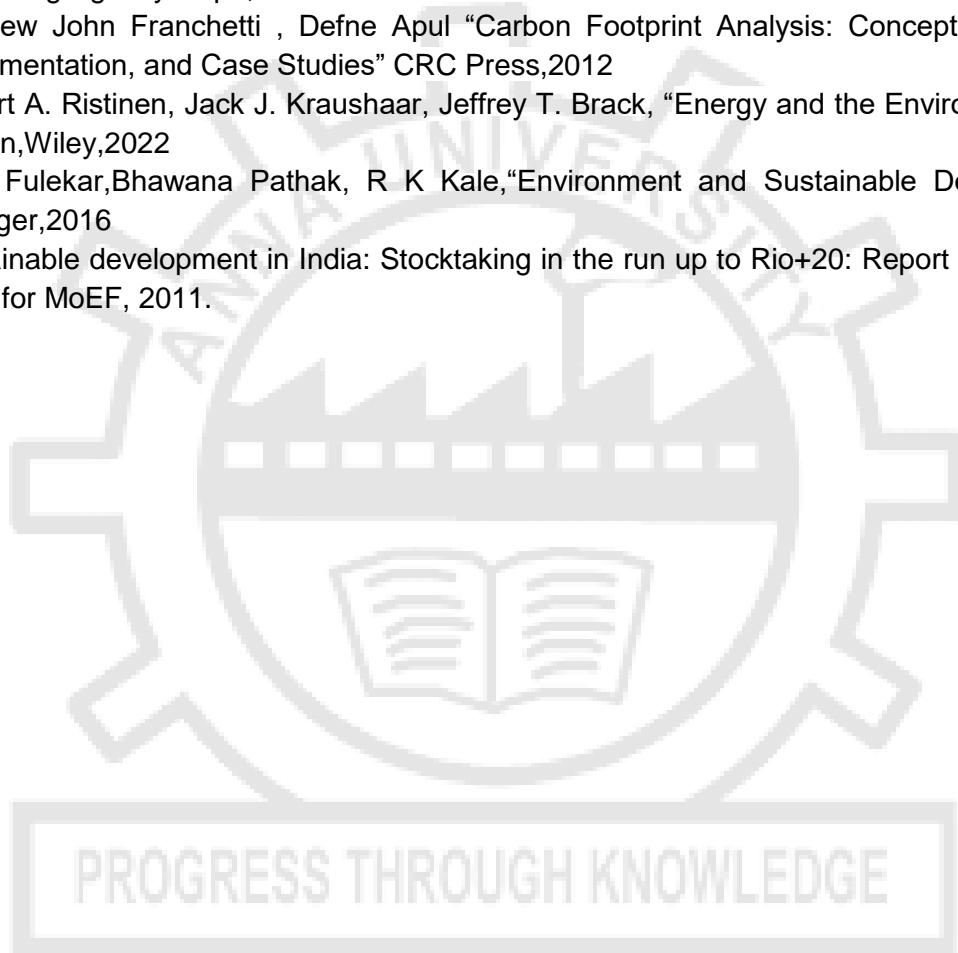 ew John Franchetti , Defne Apul “Carbon Footprint Analysis: Concept
mentation, and Case Studies” CRC Press,2012
rt A. Ristinen, Jack J. Kraushaar, Jeffrey T. Brack, “Energy and the Enviro
n,Wiley,2022
Fulekar,Bhawana Pathak, R K Kale,“Environment and Sustainable De
ger,2016
inable development in India: Stocktaking in the run up to Rio+20: Report
for MoEF, 2011.
ANNA UNIVERSITY
PROGRESS THROUGH KNOWLEDGE